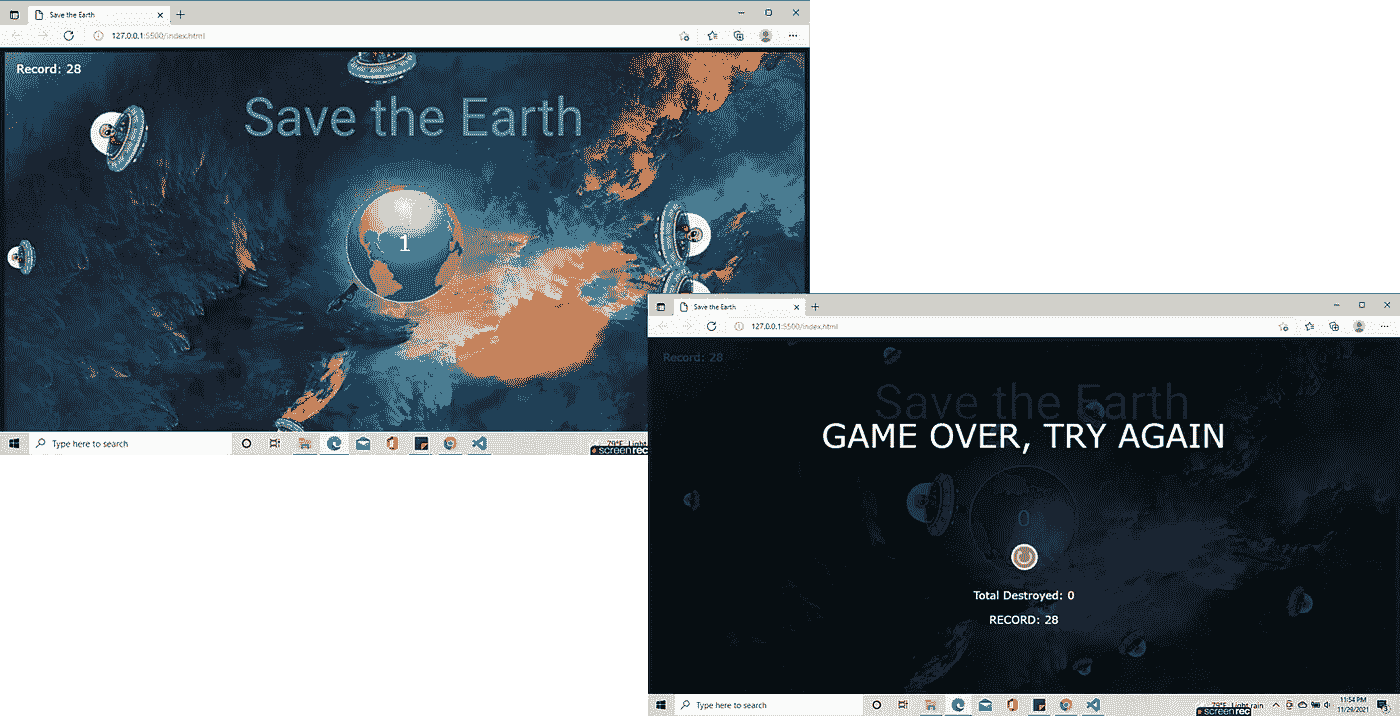 Save the Earth
127.0.0.1:5500/index.html
Record: 28
Save the Earth
1
Type here to search
79°F Light
screenrec
Save the Earth
127.0.0.1:5500/index.html
Record: 28
Save the Earth
GAME OVER, TRY AGAIN
0
Total Destroyed: 0
RECORD: 28
Type here to search
79°F Light rain
11:54 PM
11/29/2021
screenrec